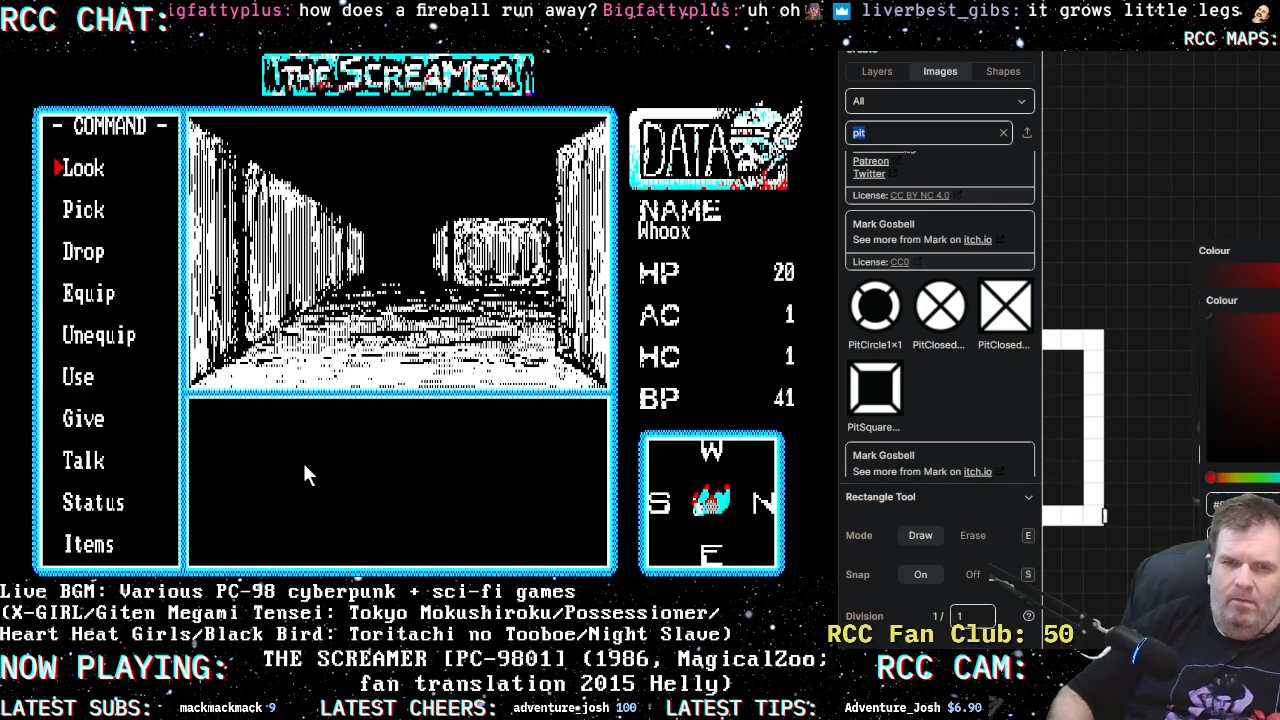 RCC CHAT:
igfattyplus: how does a fireball run away? Bigfattyplus: uh oh liverbest_gibs: it grows little legs
RCC MAPS:
THE SCREAMER
- COMMAND -
Look
Pick
Drop
Equip
Unequip
Use
Give
Talk
Status
Items
DATA
NAME
Whoox
HP 20
AC 1
HC 1
BP 41
W
S N
E
Layers Images Shapes
All
pit
Patreon
Twitter
License: CC BY NC 4.0
Mark Gosbell
See more from Mark on itch.io
License: CC0
PitCircle1×1 PitClosed... PitClosed...
PitSquare...
Mark Gosbell
See more from Mark on itch.io
Rectangle Tool
Mode Draw Erase E
Snap On Off S
Division 1 / 1
Colour
Colour
Live BGM: Various PC-98 cyberpunk + sci-fi games
(X-GIRL/Giten Megami Tensei: Tokyo Mokushiroku/Possessioner/
Heart Heat Girls/Black Bird: Toritachi no Tooboe/Night Slave)
RCC Fan Club: 50
NOW PLAYING:
THE SCREAMER [PC-9801] (1986, MagicalZoo;
fan translation 2015 Helly)
RCC CAM:
LATEST SUBS: mackmackmack 9 LATEST CHEERS: adventure_josh 100 LATEST TIPS: Adventure_Josh $6.90